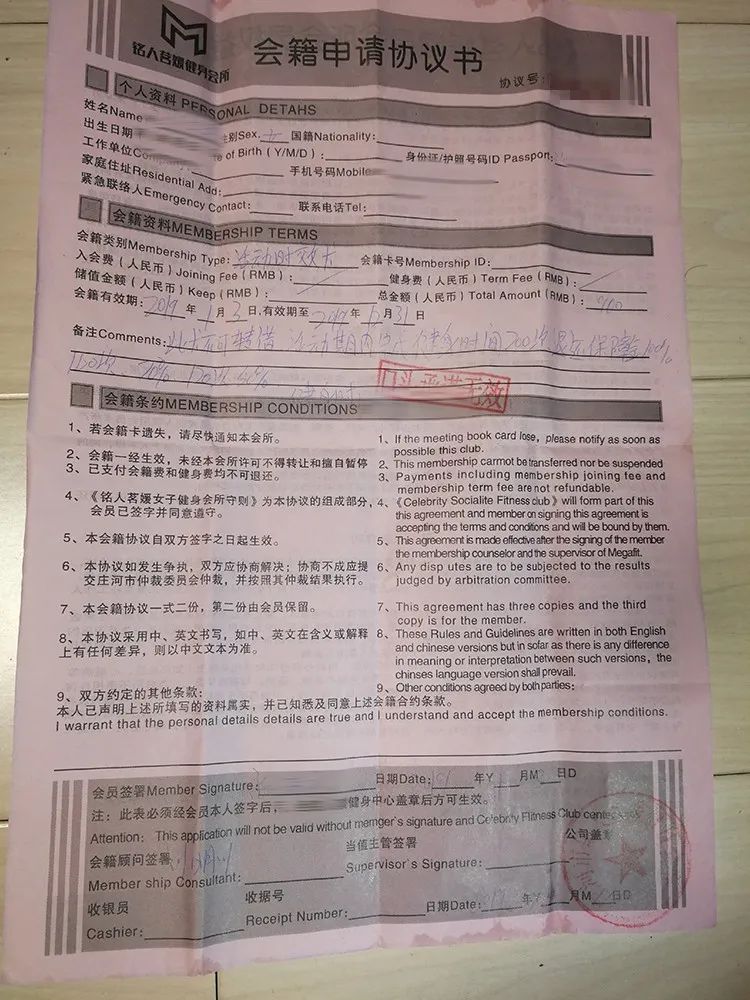 铭人茗媛健身会所
会籍申请协议书
协议号:
个人资料 PERSONAL DETAHS
姓名Name 性别Sex: 女 国籍Nationality:
出生日期 of Birth (Y/M/D): 身份证/护照号码ID Passport:
工作单位Company: 手机号码Mobile
家庭住址Residential Add:
紧急联络人Emergency Contact: 联系电话Tel:
会籍资料MEMBERSHIP TERMS
会籍类别Membership Type: 活动时效卡 会籍卡号Membership ID:
入会费(人民币)Joining Fee(RMB): 健身费(人民币)Term Fee(RMB):
储值金额(人民币)Keep(RMB): 总金额(人民币)Total Amount(RMB):
会籍有效期: 2019 年 1 月 3 日,有效期至 年 12 月 31 日
备注Comments: 此卡可转借 活动期内 健身时间200次 保障
会籍条约MEMBERSHIP CONDITIONS
1、若会籍卡遗失,请尽快通知本会所。
2、会籍一经生效,未经本会所许可不得转让和擅自暂停
3、已支付会籍费和健身费均不可退还。
4、《铭人茗媛女子健身会所守则》为本协议的组成部分,
会员已签字并同意遵守。
5、本会籍协议自双方签字之日起生效。
6、本协议如发生争执,双方应协商解决;协商不成应提
交庄河市仲裁委员会仲裁,并按照其仲裁结果执行。
7、本会籍协议一式二份,第二份由会员保留。
8、本协议采用中、英文书写,如中、英文在含义或解释
上有任何差异,则以中文文本为准。
9、双方约定的其他条款:
1、If the meeting book card lose, please notify as soon as
possible this club.
2、This membership carmot be transferred nor be suspended
3、Payments including membership joining fee and
membership term fee are not refundable.
4、《Celebrity Socialite Fitness club》will form part of this
this agreement and member on signing this agreement is
accepting the terms and conditions and will be bound by them.
5、This agreement is made effective after the signing of the member
the membership counselor and the supervisor of Megafit.
6、Any disp utes are to be subjected to the results
judged by arbitration committee.
7、This agreement has three copies and the third
copy is for the member.
8、These Rules and Guidelines are written in both English
and chinese versions but in sofar as there is any difference
in meaning or interpretation between such versions, the
chinses language version shall prevail.
9、Other conditions agreed by both parties:
本人已声明上述所填写的资料属实,并已知悉及同意上述会籍合约条款。
I warrant that the personal details details are true and I understand and accept the membership conditions.
会员签署Member Signature: 日期Date: 年Y 月M 日D
注:此表必须经会员本人签字后, 健身中心盖章后方可生效。
Attention: This application will not be valid without memger's signature and Celebrity Fitness Club center
会籍顾问签署 当值主管签署 公司盖章
Member ship Consultant: Supervisor's Signature:
收银员 收据号
Cashier: Receipt Number: 日期Date: 年Y 月M 日D